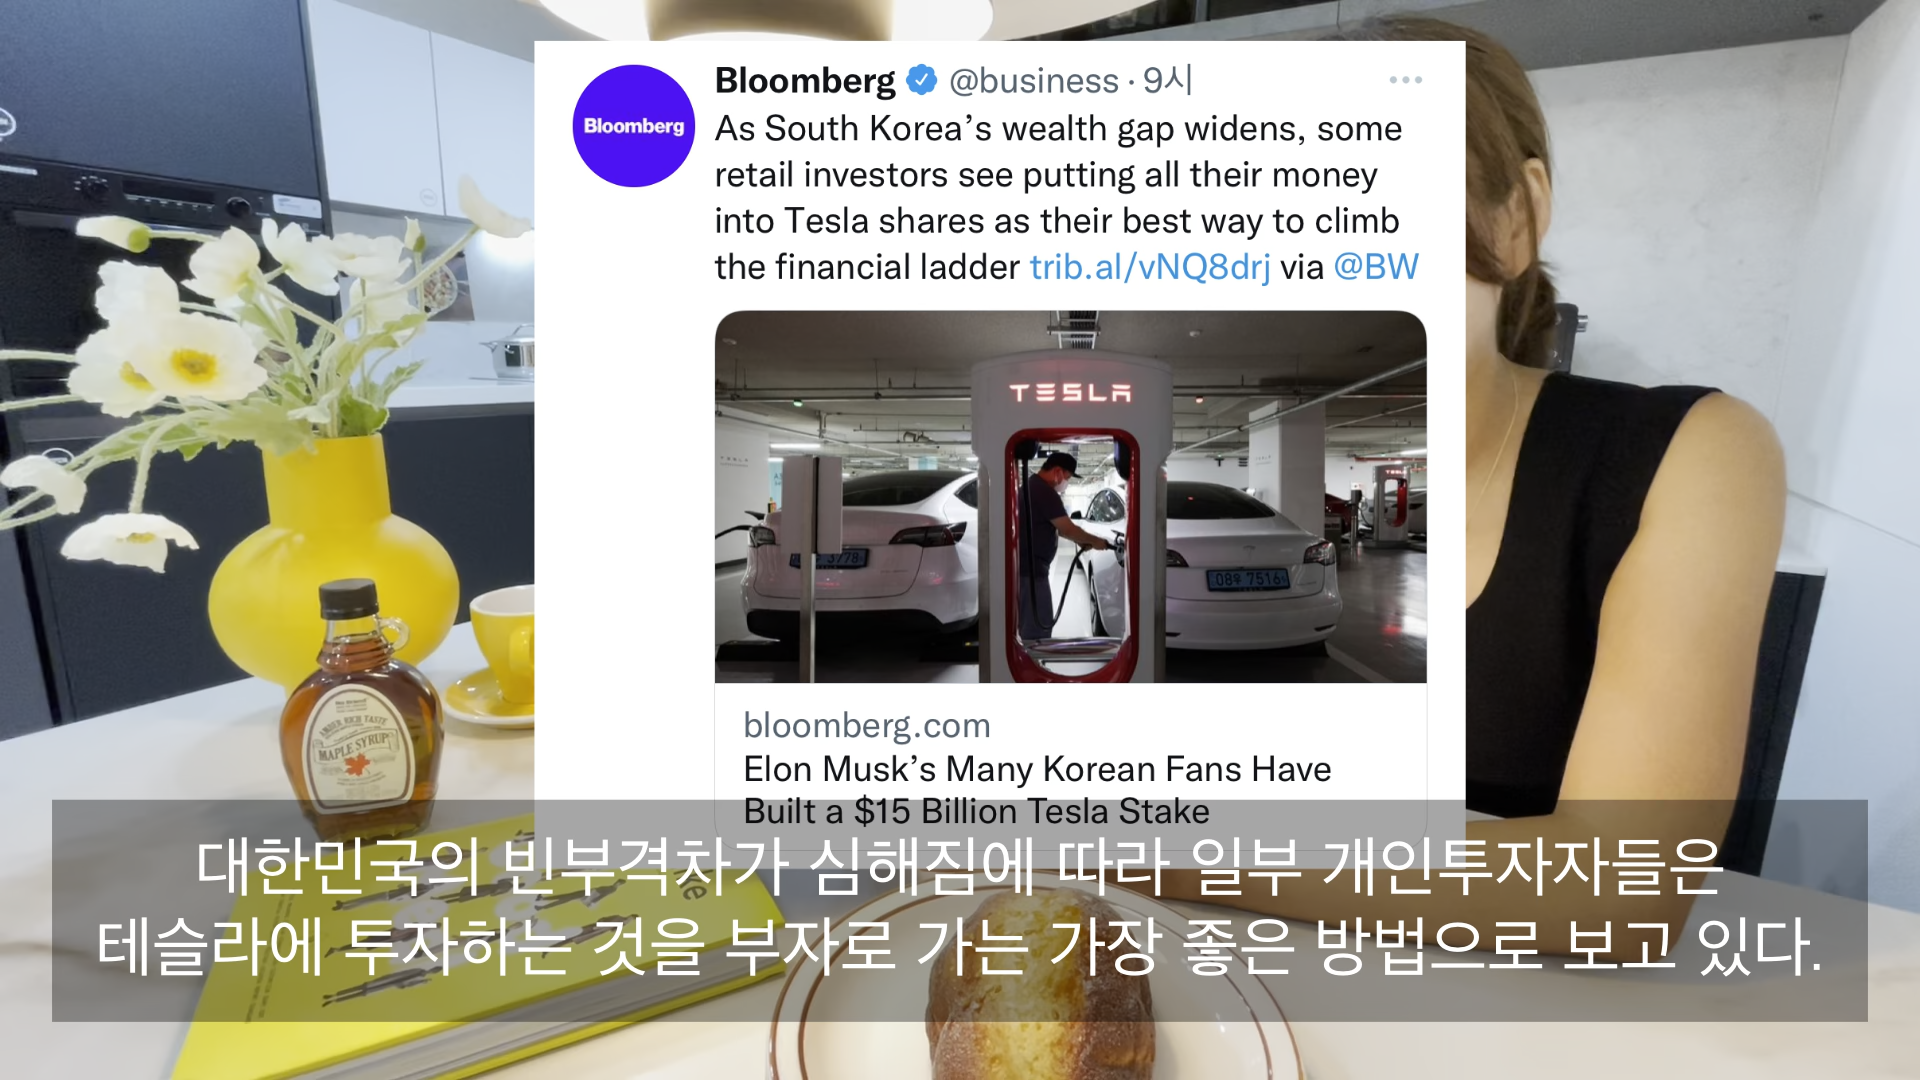 Bloomberg @business · 9시
Bloomberg
As South Korea’s wealth gap widens, some
retail investors see putting all their money
into Tesla shares as their best way to climb
the financial ladder trib.al/vNQ8drj via @BW
TESLA
3778
7516
bloomberg.com
Elon Musk’s Many Korean Fans Have
Built a $15 Billion Tesla Stake
AMBER RICH TASTE
MAPLE SYRUP
대한민국의 빈부격차가 심해짐에 따라 일부 개인투자자들은
테슬라에 투자하는 것을 부자로 가는 가장 좋은 방법으로 보고 있다.